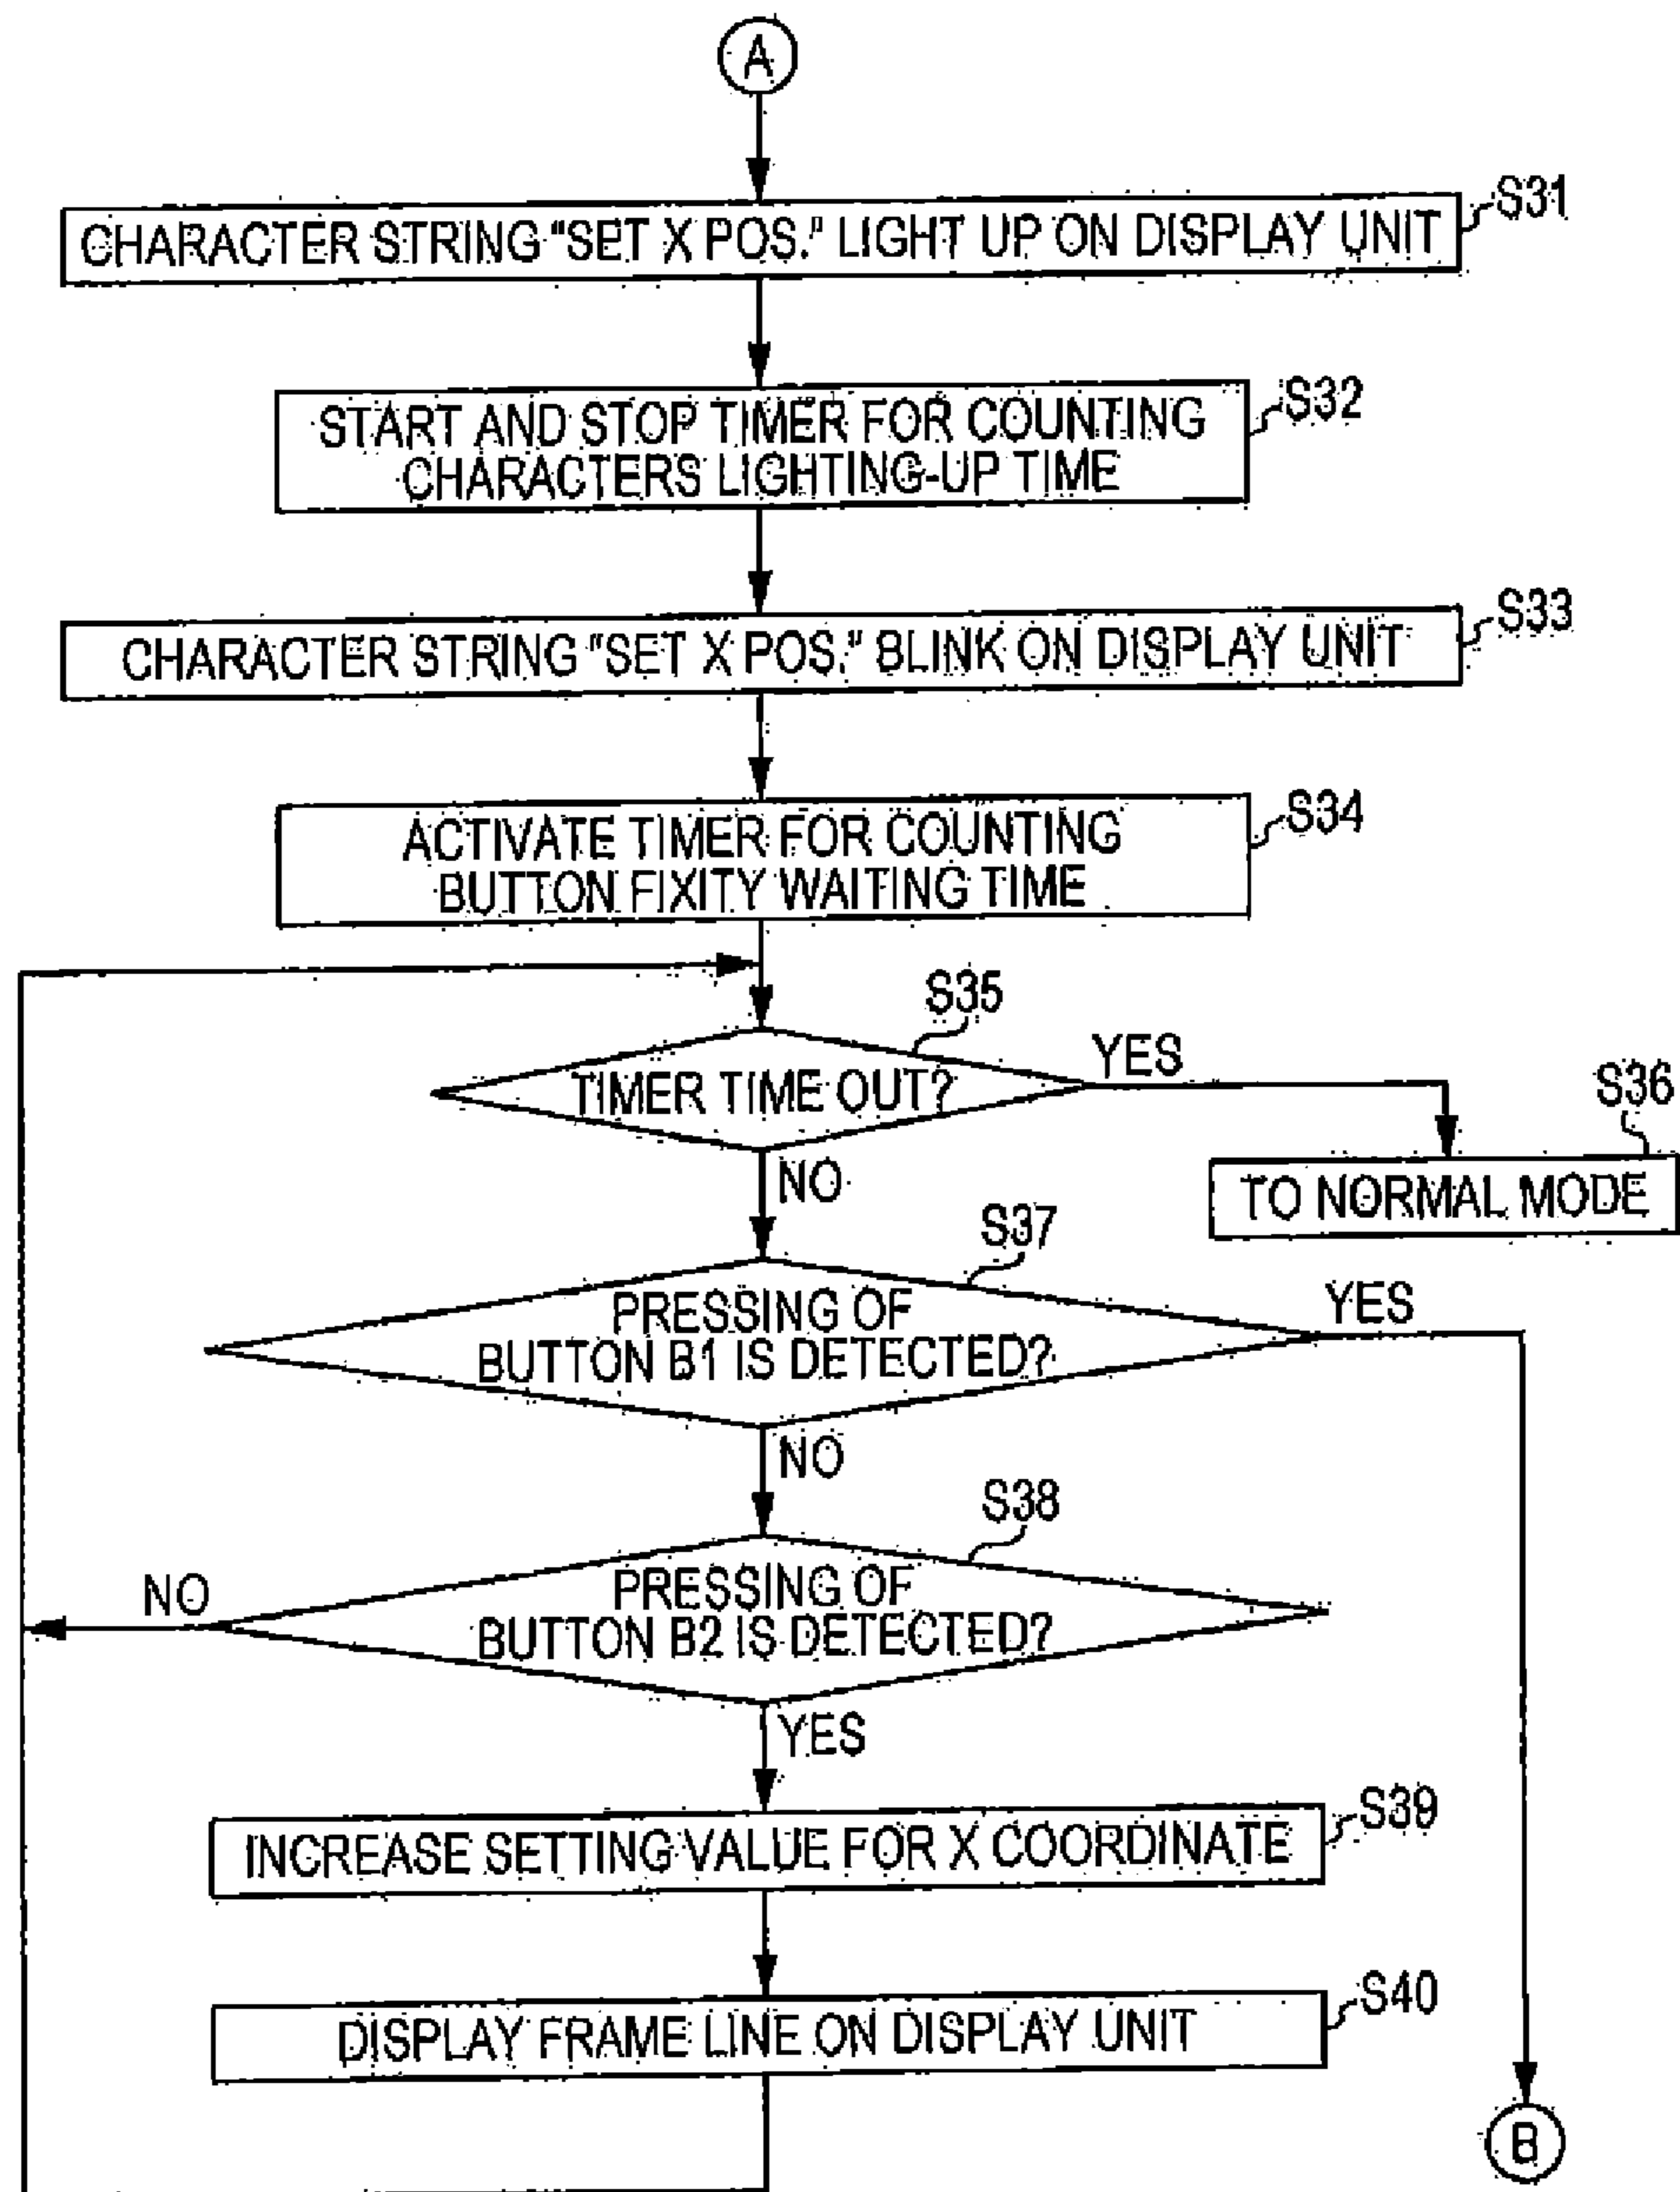 A
CHARACTER STRING "SET X POS." LIGHT UP ON DISPLAY UNIT
S31
START AND STOP TIMER FOR COUNTING
CHARACTERS LIGHTING-UP TIME
S32
CHARACTER STRING "SET X POS." BLINK ON DISPLAY UNIT
S33
ACTIVATE TIMER FOR COUNTING
BUTTON FIXITY WAITING TIME
S34
S35
TIMER TIME OUT?
YES
NO
S36
TO NORMAL MODE
S37
PRESSING OF
BUTTON B1 IS DETECTED?
YES
NO
S38
PRESSING OF
BUTTON B2 IS DETECTED?
NO
YES
INCREASE SETTING VALUE FOR X COORDINATE
S39
DISPLAY FRAME LINE ON DISPLAY UNIT
S40
B